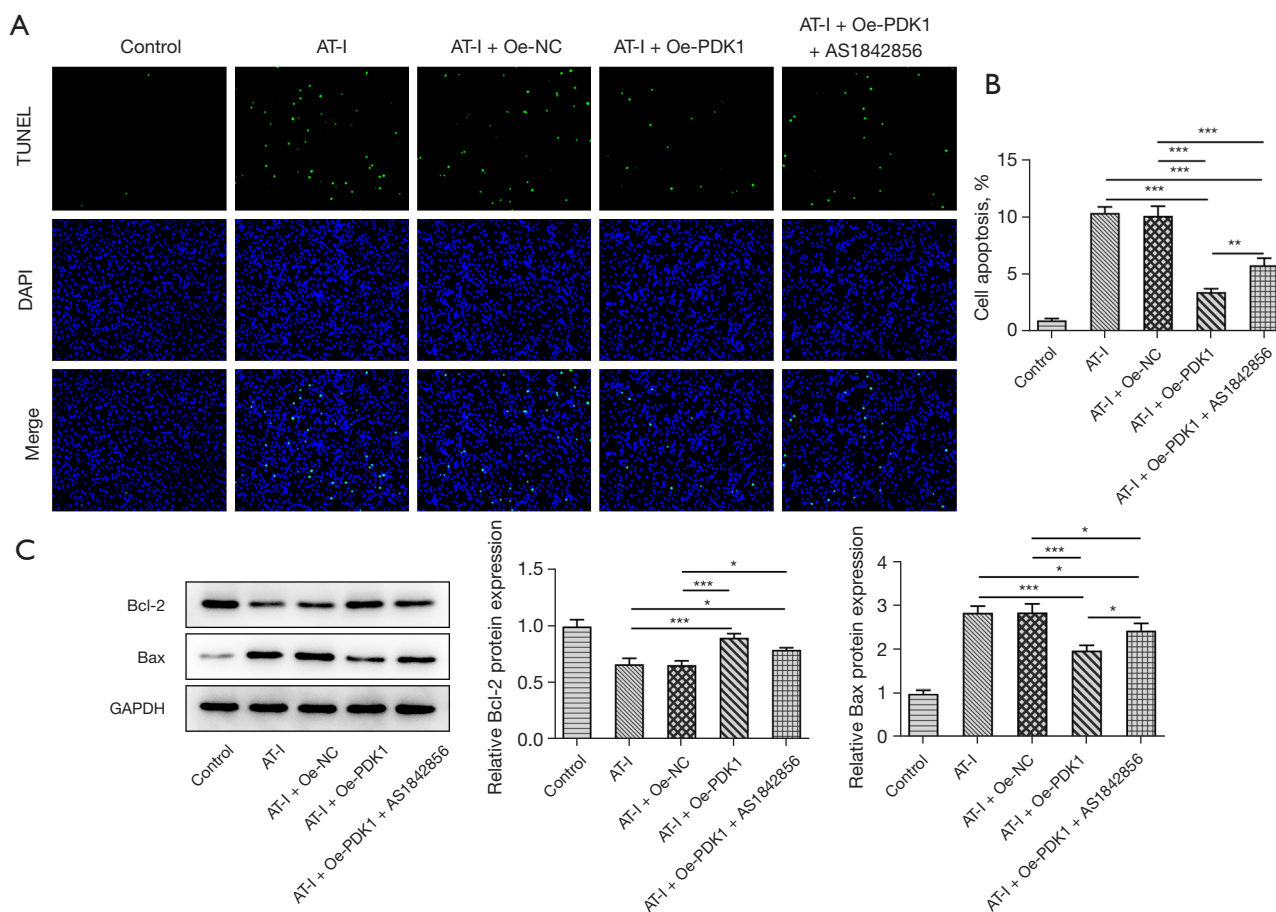 A
Control
AT-I
AT-I + Oe-NC
AT-I + Oe-PDK1
AT-I + Oe-PDK1
+ AS1842856
TUNEL
DAPI
Merge
B
Cell apoptosis, %
15
10
5
0
***
***
***
***
**
Control
AT-I
AT-I + Oe-NC
AT-I + Oe-PDK1
AT-I + Oe-PDK1 + AS1842856
C
Bcl-2
Bax
GAPDH
Control
AT-I
AT-I + Oe-NC
AT-I + Oe-PDK1
AT-I + Oe-PDK1 + AS1842856
Relative Bcl-2 protein expression
1.5
1.0
0.5
0.0
*
***
*
***
Control
AT-I
AT-I + Oe-NC
AT-I + Oe-PDK1
AT-I + Oe-PDK1 + AS1842856
Relative Bax protein expression
4
3
2
1
0
*
***
*
***
*
Control
AT-I
AT-I + Oe-NC
AT-I + Oe-PDK1
AT-I + Oe-PDK1 + AS1842856